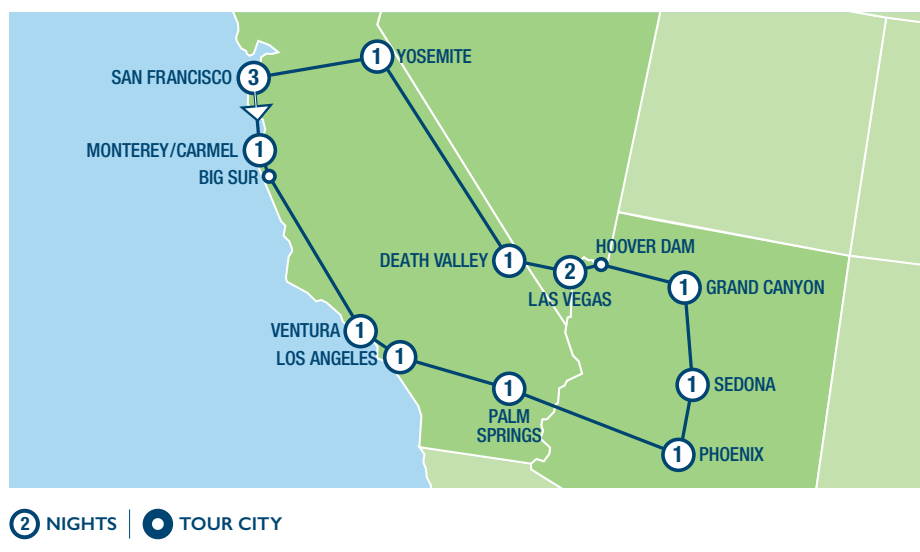 1 YOSEMITE
SAN FRANCISCO 3
MONTEREY/CARMEL 1
BIG SUR
HOOVER DAM
DEATH VALLEY 1
2
LAS VEGAS
1 GRAND CANYON
VENTURA 1
LOS ANGELES 1
1 SEDONA
1
PALM
SPRINGS
1 PHOENIX
2 NIGHTS
TOUR CITY